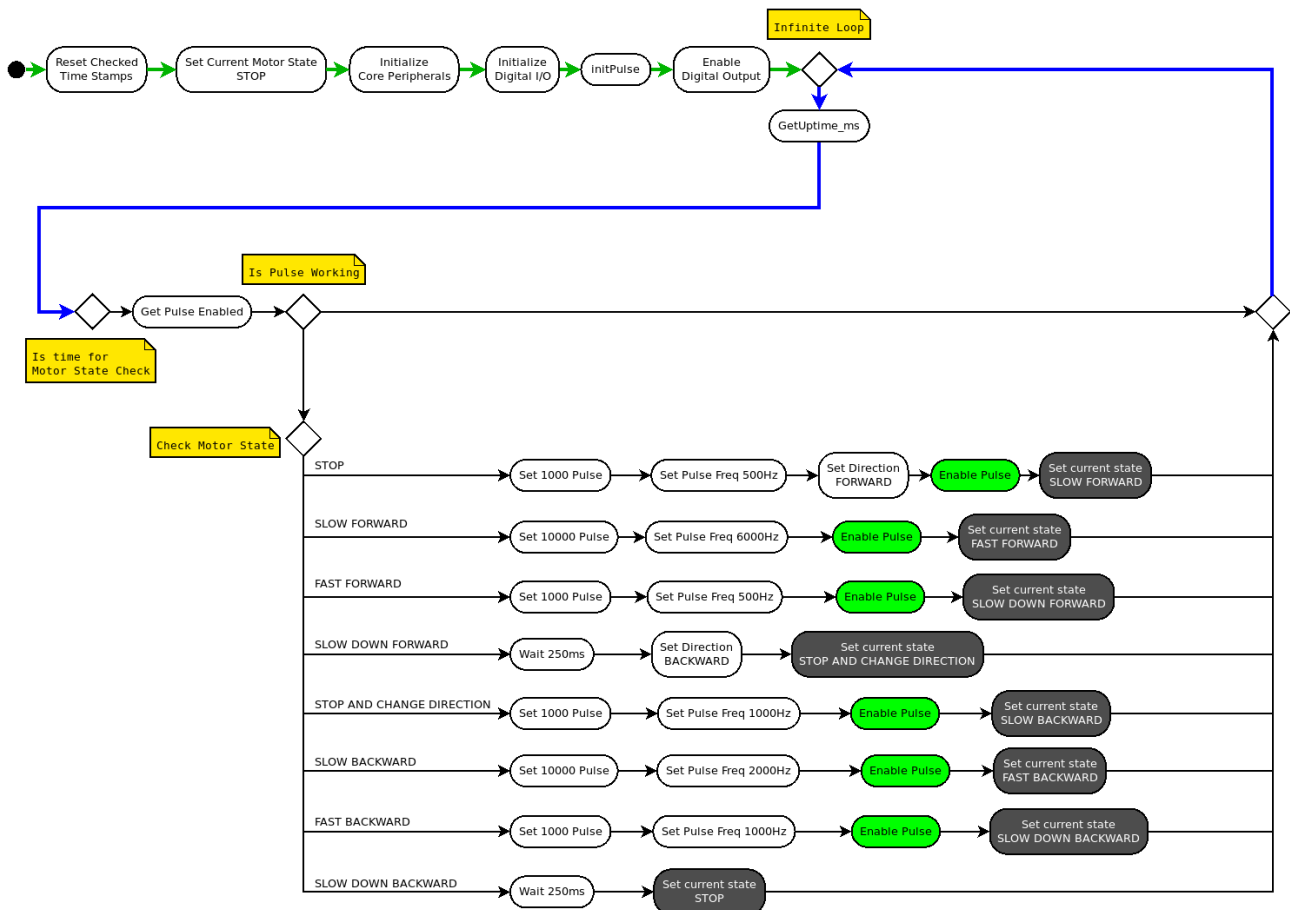 Infinite Loop
Reset Checked
Time Stamps
Set Current Motor State
STOP
Initialize
Core Peripherals
Initialize
Digital I/O
initPulse
Enable
Digital Output
GetUptime_ms
Is Pulse Working
Get Pulse Enabled
Is time for
Motor State Check
Check Motor State
STOP
Set 1000 Pulse
Set Pulse Freq 500Hz
Set Direction
FORWARD
Enable Pulse
Set current state
SLOW FORWARD
SLOW FORWARD
Set 10000 Pulse
Set Pulse Freq 6000Hz
Enable Pulse
Set current state
FAST FORWARD
FAST FORWARD
Set 1000 Pulse
Set Pulse Freq 500Hz
Enable Pulse
Set current state
SLOW DOWN FORWARD
SLOW DOWN FORWARD
Wait 250ms
Set Direction
BACKWARD
Set current state
STOP AND CHANGE DIRECTION
STOP AND CHANGE DIRECTION
Set 1000 Pulse
Set Pulse Freq 1000Hz
Enable Pulse
Set current state
SLOW BACKWARD
SLOW BACKWARD
Set 10000 Pulse
Set Pulse Freq 2000Hz
Enable Pulse
Set current state
FAST BACKWARD
FAST BACKWARD
Set 1000 Pulse
Set Pulse Freq 1000Hz
Enable Pulse
Set current state
SLOW DOWN BACKWARD
SLOW DOWN BACKWARD
Wait 250ms
Set current state
STOP